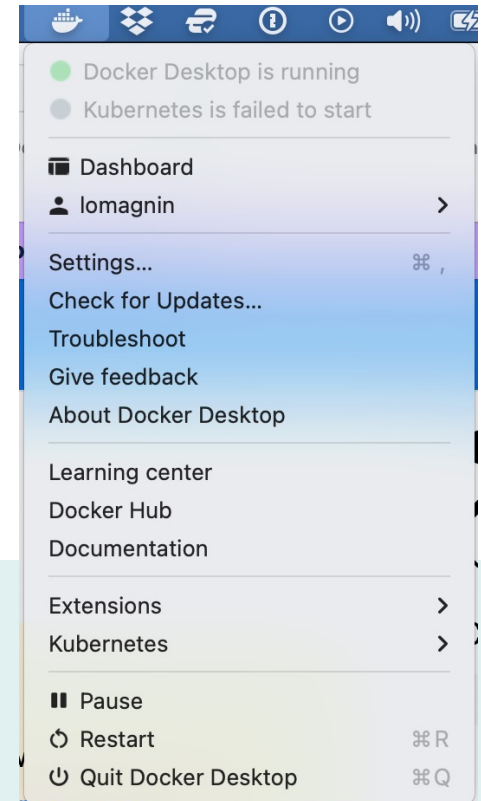 Docker Desktop is running
Kubernetes is failed to start
Dashboard
lomagnin
Settings... ⌘ ,
Check for Updates...
Troubleshoot
Give feedback
About Docker Desktop
Learning center
Docker Hub
Documentation
Extensions
Kubernetes
Pause
Restart ⌘ R
Quit Docker Desktop ⌘ Q